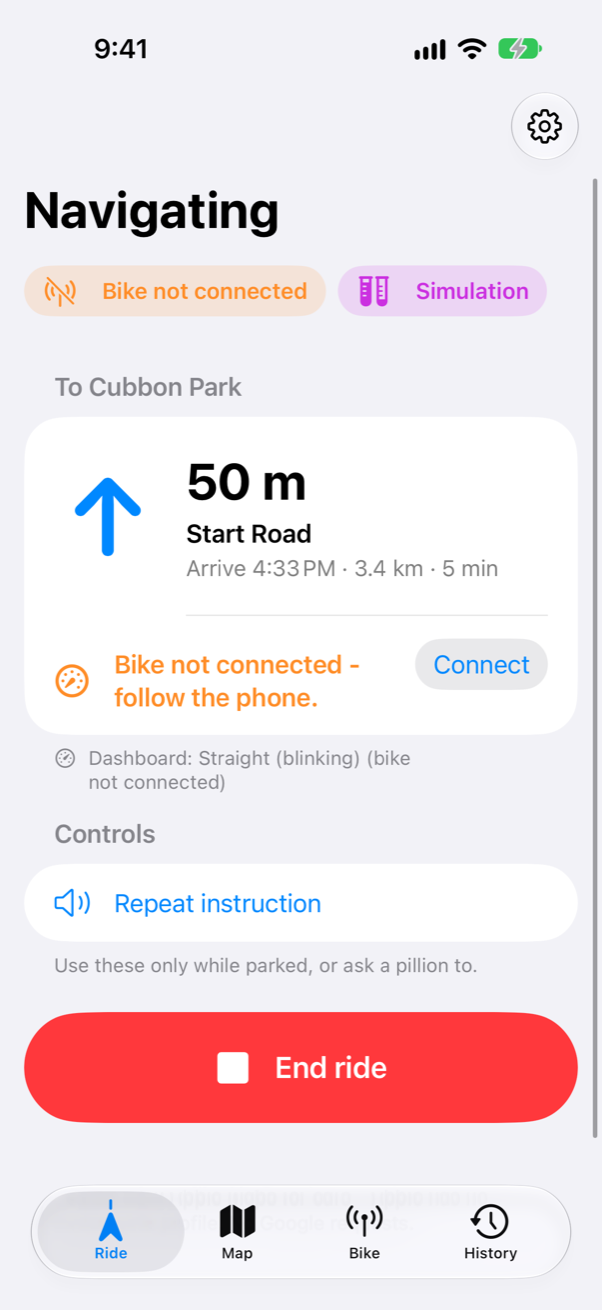 9:41
Navigating
Bike not connected
Simulation
To Cubbon Park
50 m
Start Road
Arrive 4:33 PM · 3.4 km · 5 min
Bike not connected -
follow the phone.
Connect
Dashboard: Straight (blinking) (bike
not connected)
Controls
Repeat instruction
Use these only while parked, or ask a pillion to.
End ride
Ride
Map
Bike
History